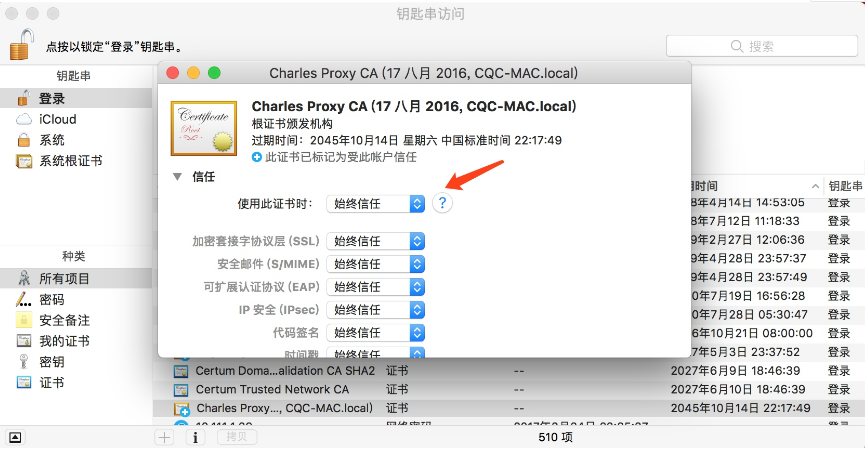 钥匙串访问
点按以锁定“登录”钥匙串。
搜索
钥匙串
登录
iCloud
系统
系统根证书
种类
所有项目
密码
安全备注
我的证书
密钥
证书
Charles Proxy CA (17 八月 2016, CQC-MAC.local)
Certificate
Root
Charles Proxy CA (17 八月 2016, CQC-MAC.local)
根证书颁发机构
过期时间：2045年10月14日 星期六 中国标准时间 22:17:49
此证书已标记为受此帐户信任
信任
使用此证书时： 始终信任 ?
加密套接字协议层 (SSL) 始终信任
安全邮件 (S/MIME) 始终信任
可扩展认证协议 (EAP) 始终信任
IP 安全 (IPsec) 始终信任
代码签名 始终信任
时间戳 始终信任
期时间 钥匙串
8年4月14日 14:53:05 登录
8年7月12日 11:18:33 登录
9年2月27日 12:06:36 登录
9年4月28日 23:57:37 登录
9年4月28日 23:57:49 登录
0年7月19日 16:56:28 登录
0年7月28日 05:30:47 登录
6年10月21日 08:00:00 登录
7年5月3日 23:37:52 登录
Certum Doma...alidation CA SHA2 证书 -- 2027年6月9日 18:46:39 登录
Certum Trusted Network CA 证书 -- 2027年6月10日 18:46:39 登录
Charles Proxy..., CQC-MAC.local) 证书 -- 2045年10月14日 22:17:49 登录
拷贝
510 项